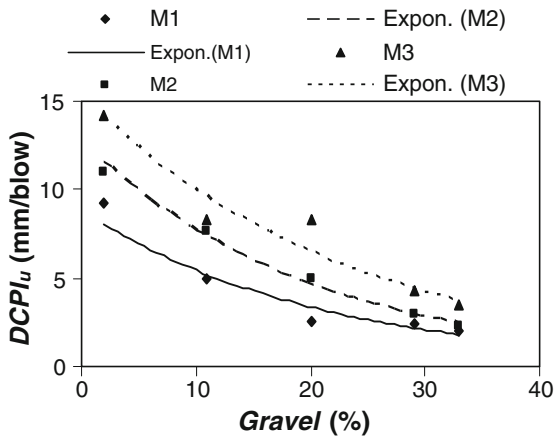 M1
Expon. (M2)
Expon.(M1)
M3
M2
Expon. (M3)
15
10
5
0
DCPIu (mm/blow)
0 10 20 30 40
Gravel (%)